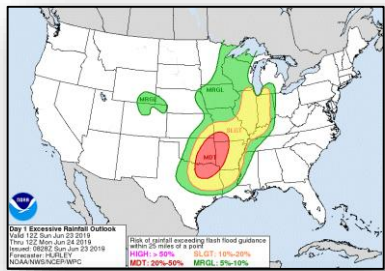 MRGL
MRGL
SLGT
MDT
NOAA
Day 1 Excessive Rainfall Outlook
Valid 12Z Sun Jun 23 2019
Thru 12Z Mon Jun 24 2019
Issued: 0828Z Sun Jun 23 2019
Forecaster: HURLEY
NOAA/NWS/NCEP/WPC
Risk of rainfall exceeding flash flood guidance
within 25 miles of a point
HIGH: > 50% SLGT: 10%-20%
MDT: 20%-50% MRGL: 5%-10%